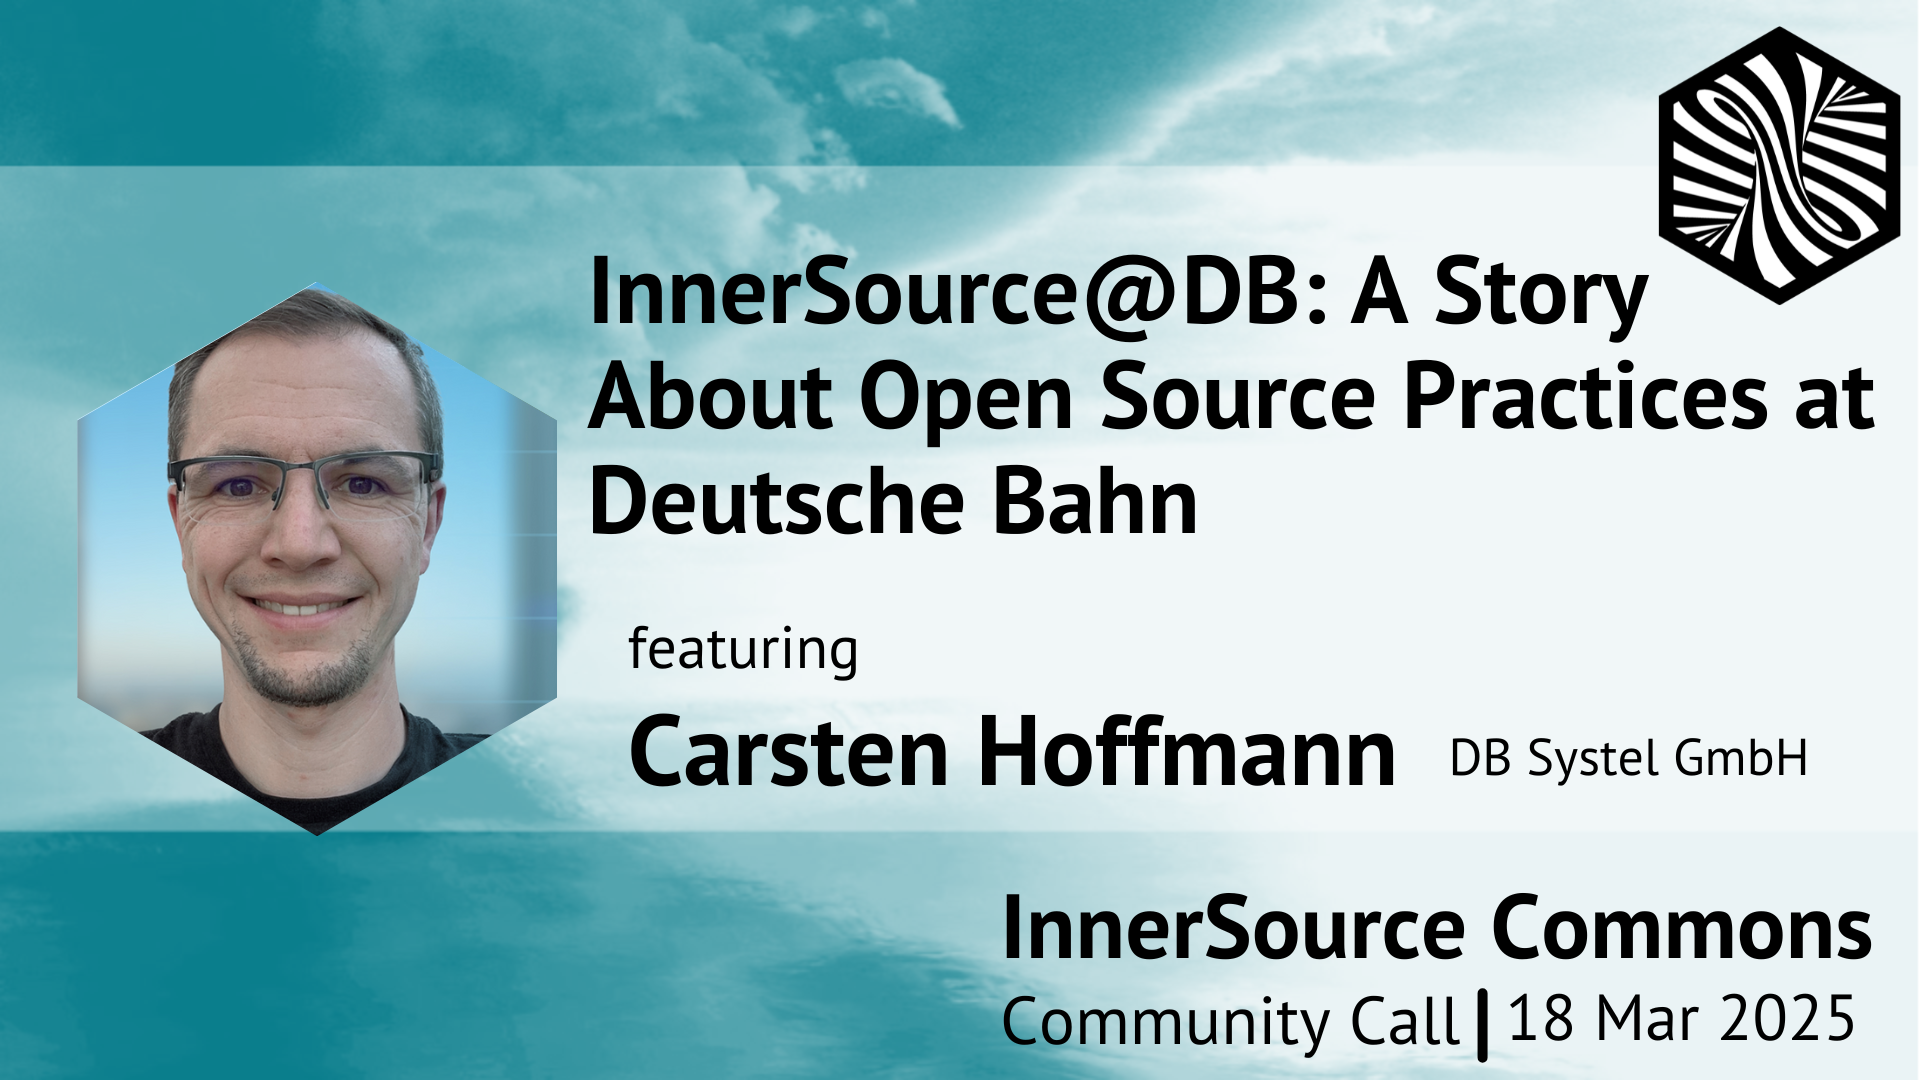 InnerSource@DB: A Story
About Open Source Practices at
Deutsche Bahn
featuring
Carsten Hoffmann DB Systel GmbH
InnerSource Commons
Community Call | 18 Mar 2025